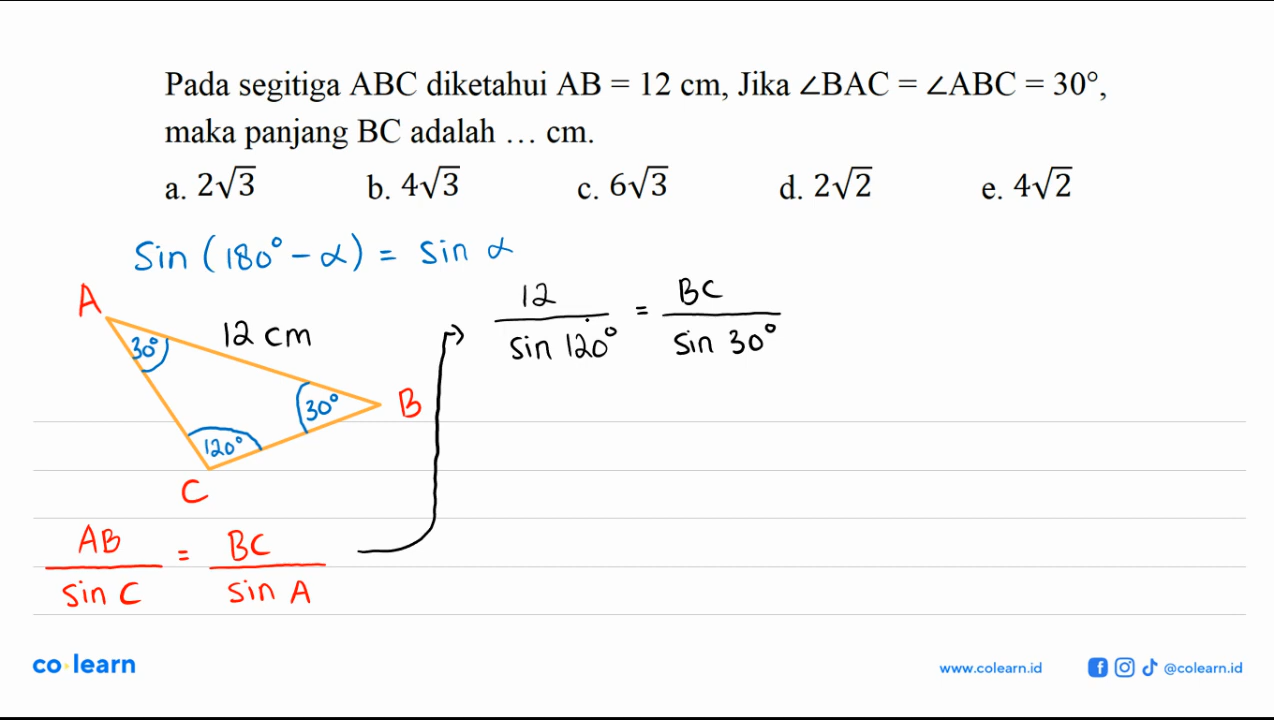 Pada segitiga ABC diketahui AB = 12 cm, Jika ∠BAC = ∠ABC = 30°,
maka panjang BC adalah … cm.
a. 2√3 b. 4√3 c. 6√3 d. 2√2 e. 4√2
Sin (180° − α) = sin α
A
12 cm
30°
30°
B
120°
C
12 / sin 120° = BC / sin 30°
AB / sin C = BC / sin A
co·learn
www.colearn.id
@colearn.id